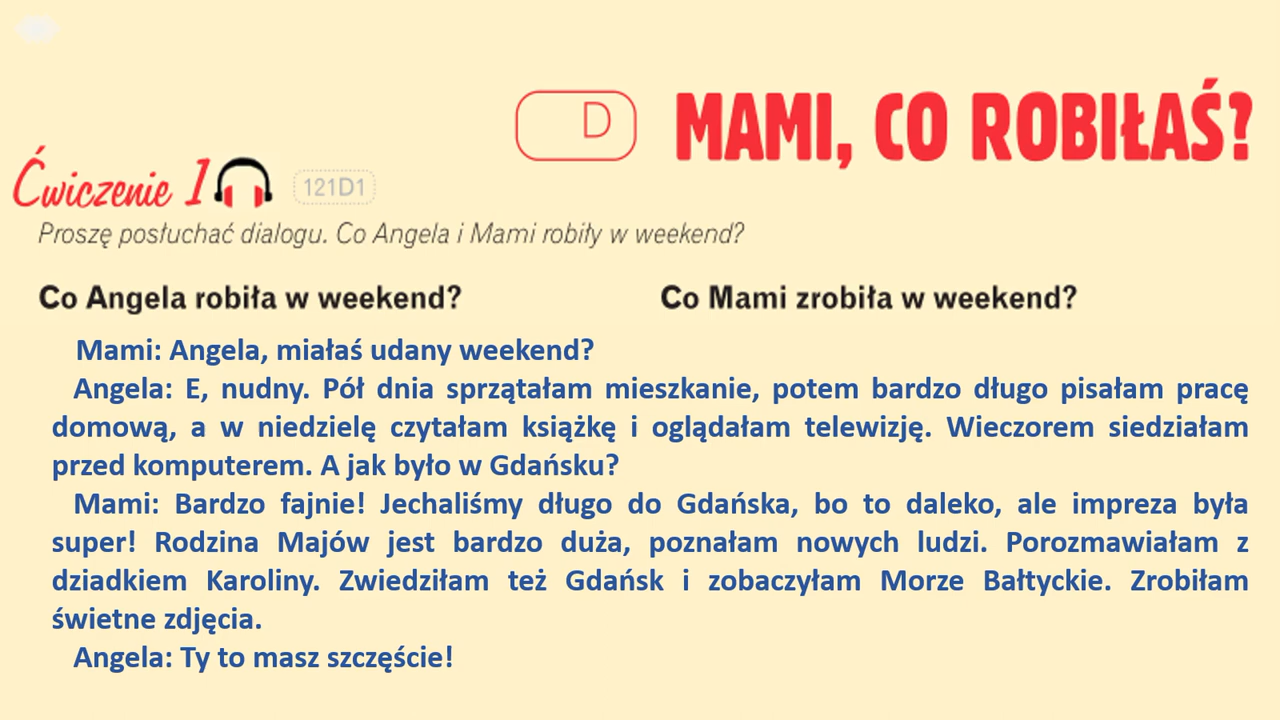 D MAMI, CO ROBIŁAŚ?
Ćwiczenie 1 121D1
Proszę posłuchać dialogu. Co Angela i Mami robiły w weekend?
Co Angela robiła w weekend? Co Mami zrobiła w weekend?
Mami: Angela, miałaś udany weekend?
Angela: E, nudny. Pół dnia sprzątałam mieszkanie, potem bardzo długo pisałam pracę
domową, a w niedzielę czytałam książkę i oglądałam telewizję. Wieczorem siedziałam
przed komputerem. A jak było w Gdańsku?
Mami: Bardzo fajnie! Jechaliśmy długo do Gdańska, bo to daleko, ale impreza była
super! Rodzina Majów jest bardzo duża, poznałam nowych ludzi. Porozmawiałam z
dziadkiem Karoliny. Zwiedziłam też Gdańsk i zobaczyłam Morze Bałtyckie. Zrobiłam
świetne zdjęcia.
Angela: Ty to masz szczęście!